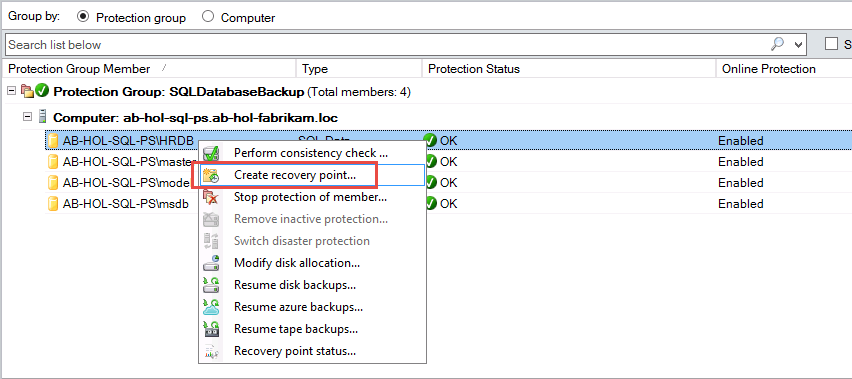 Group by: Protection group Computer
Search list below S
Protection Group Member / Type Protection Status Online Protection
Protection Group: SQLDatabaseBackup (Total members: 4)
Computer: ab-hol-sql-ps.ab-hol-fabrikam.loc
AB-HOL-SQL-PS\HRDB SQL Data OK Enabled
AB-HOL-SQL-PS\master OK Enabled
AB-HOL-SQL-PS\mode OK Enabled
AB-HOL-SQL-PS\msdb OK Enabled
Perform consistency check ...
Create recovery point...
Stop protection of member...
Remove inactive protection...
Switch disaster protection
Modify disk allocation...
Resume disk backups...
Resume azure backups...
Resume tape backups...
Recovery point status...